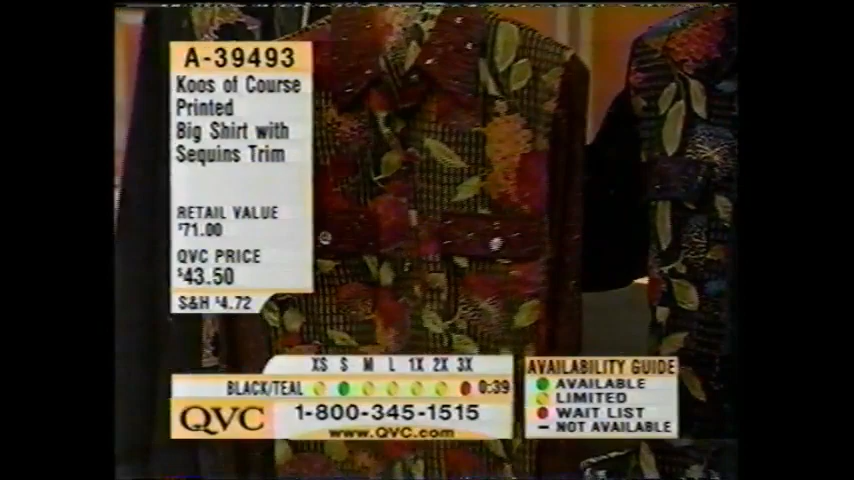 A-39493
Koos of Course
Printed
Big Shirt with
Sequins Trim
RETAIL VALUE
$71.00
QVC PRICE
$43.50
S&H $4.72
XS S M L 1X 2X 3X
BLACK/TEAL 0:39
QVC 1-800-345-1515
www.QVC.com
AVAILABILITY GUIDE
AVAILABLE
LIMITED
WAIT LIST
— NOT AVAILABLE